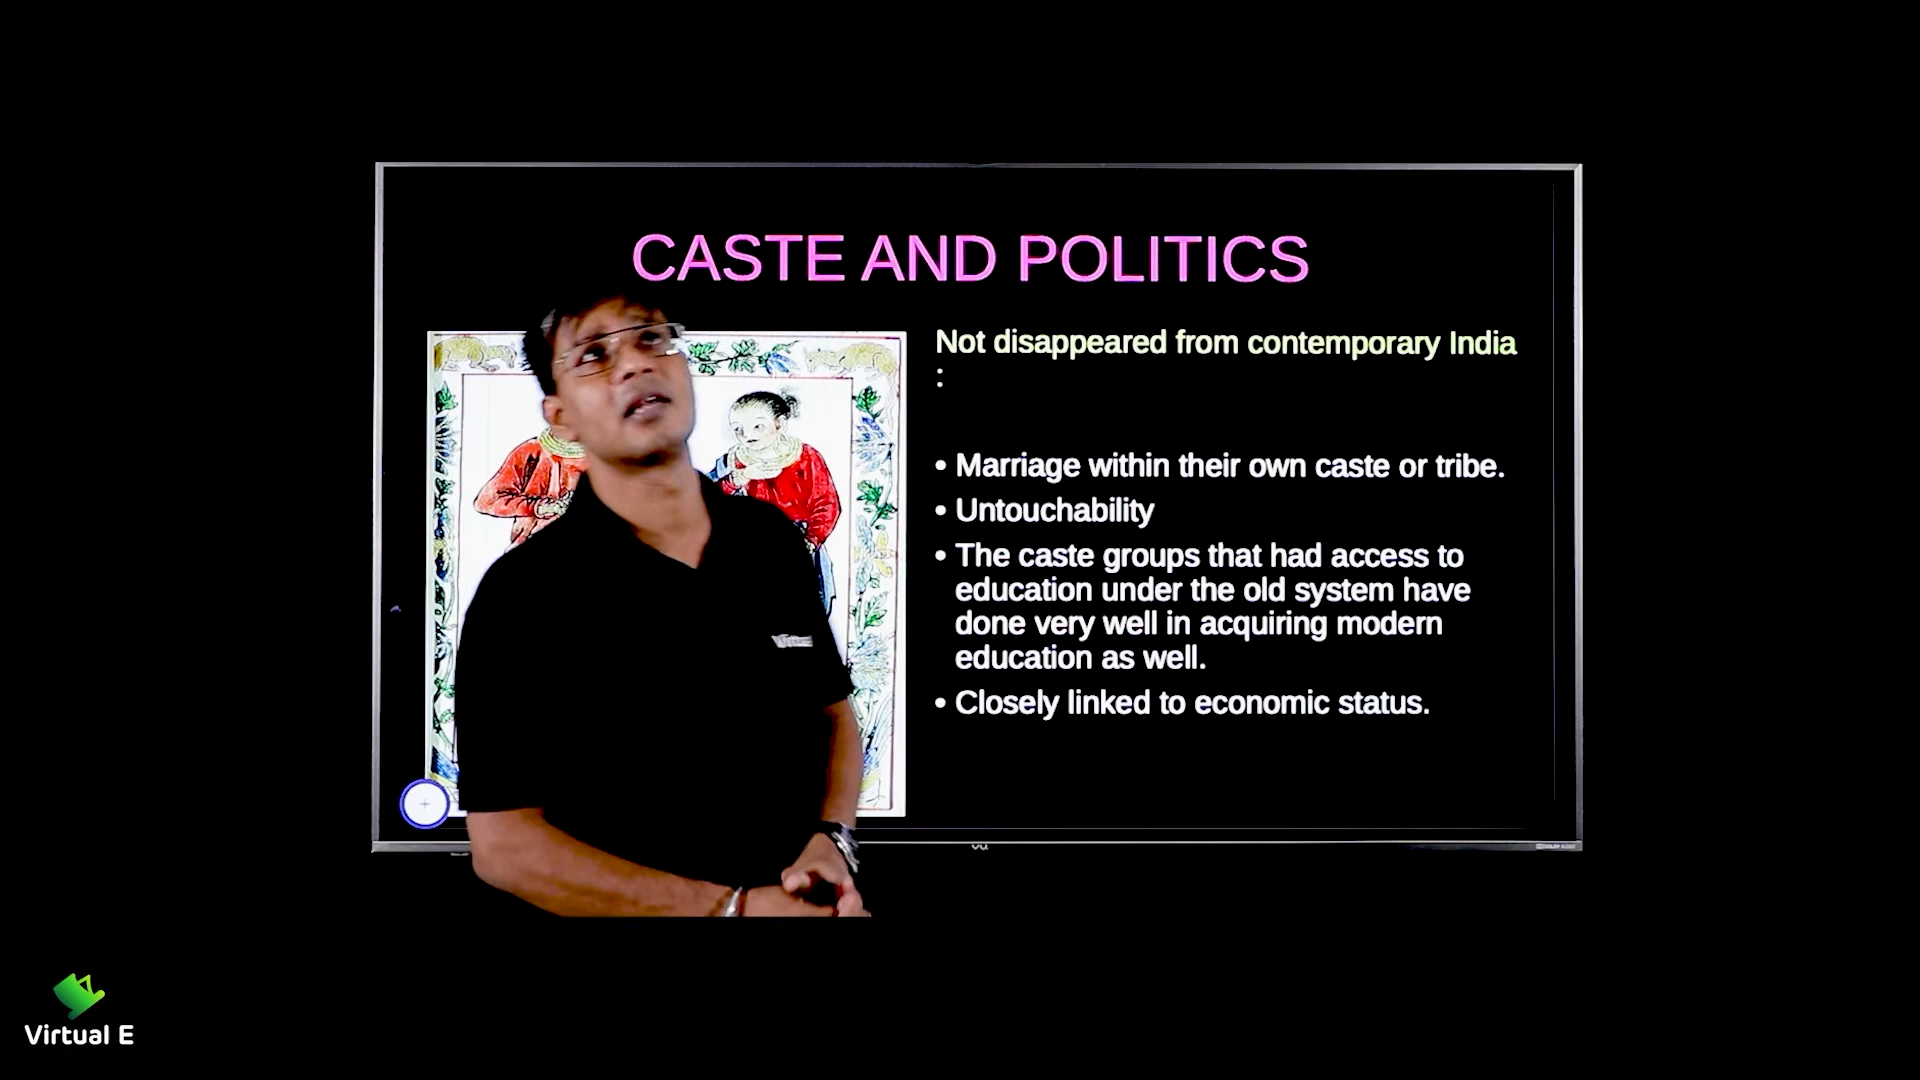 CASTE AND POLITICS
Not disappeared from contemporary India
:
• Marriage within their own caste or tribe.
• Untouchability
• The caste groups that had access to
education under the old system have
done very well in acquiring modern
education as well.
• Closely linked to economic status.
Virtual E